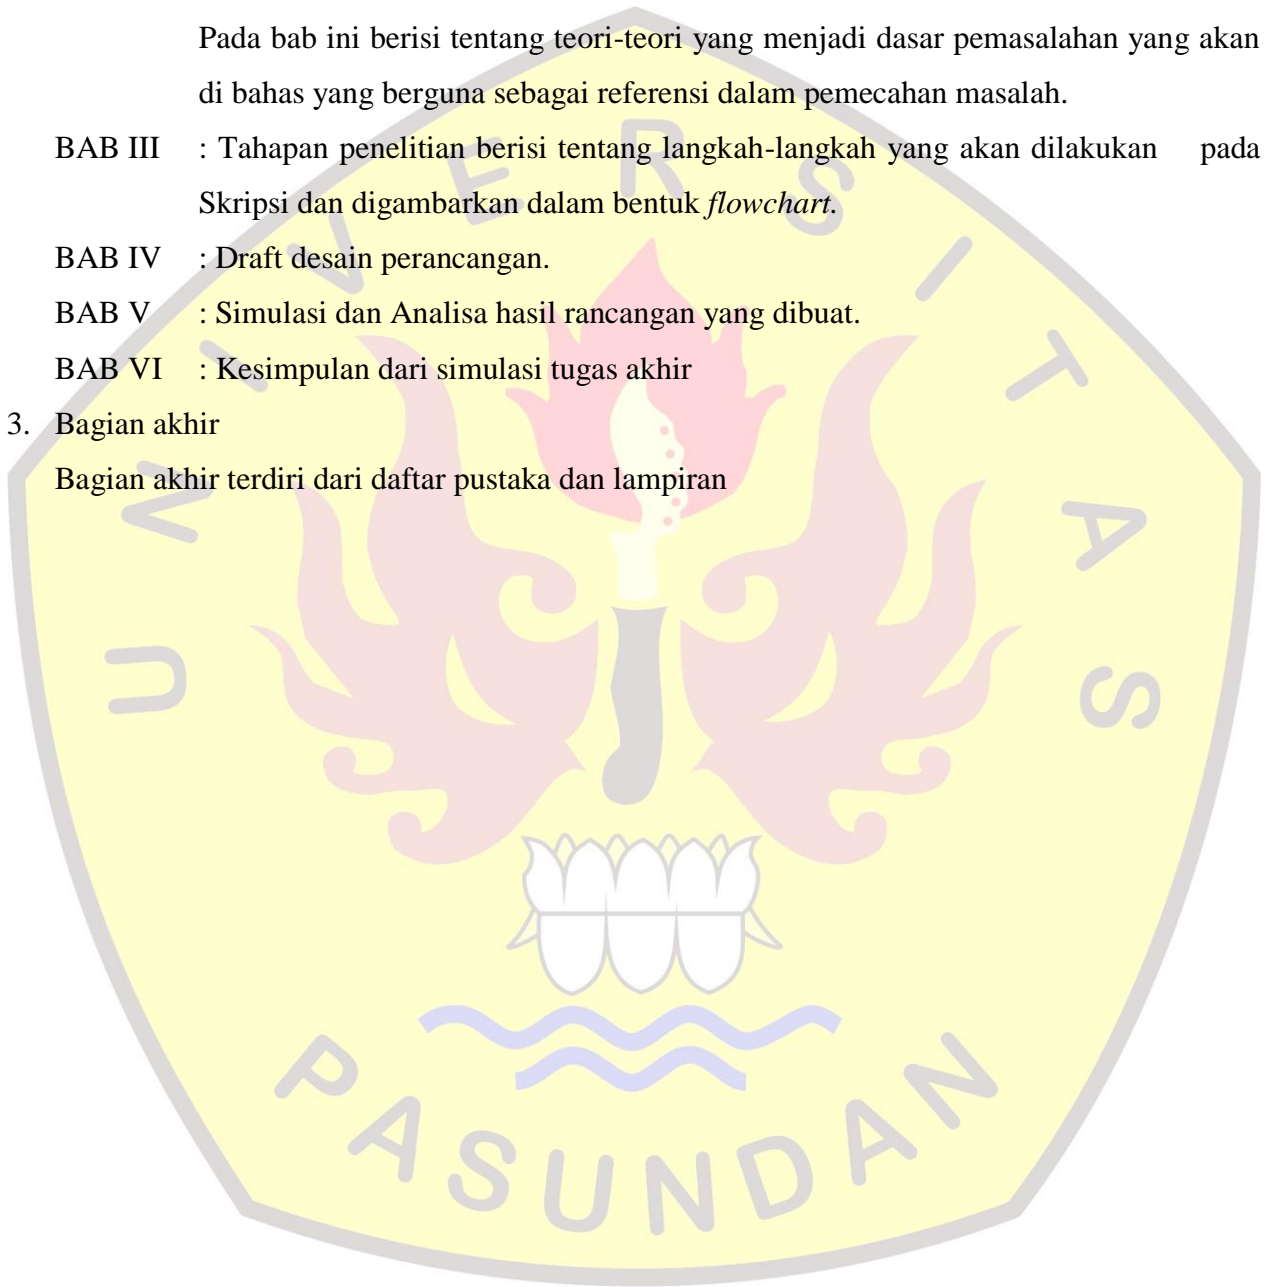 Pada bab ini berisi tentang teori-teori yang menjadi dasar pemasalahan yang akan
di bahas yang berguna sebagai referensi dalam pemecahan masalah.
BAB III : Tahapan penelitian berisi tentang langkah-langkah yang akan dilakukan pada
Skripsi dan digambarkan dalam bentuk flowchart.
BAB IV : Draft desain perancangan.
BAB V : Simulasi dan Analisa hasil rancangan yang dibuat.
BAB VI : Kesimpulan dari simulasi tugas akhir
3. Bagian akhir
Bagian akhir terdiri dari daftar pustaka dan lampiran
UNIVERSITAS
PASUNDAN